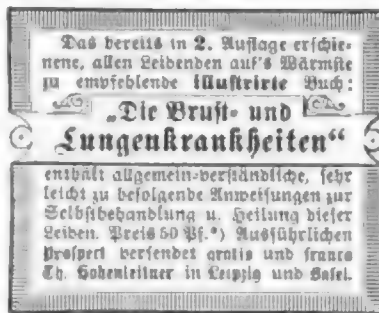 Das bereits in 2. Auflage erschie-
nene, allen Leidenden auf's Wärmste
zu empfehlende illustrirte Buch:
„Die Brust- und
Lungenkrankheiten“
enthält allgemein-verständliche, sehr
leicht zu befolgende Anweisungen zur
Selbstbehandlung u. Heilung dieser
Leiden. Preis 50 Pf.*) Ausführlichen
Prospect versendet gratis und franco
Th. Hohenleitner in Leipzig und Basel.